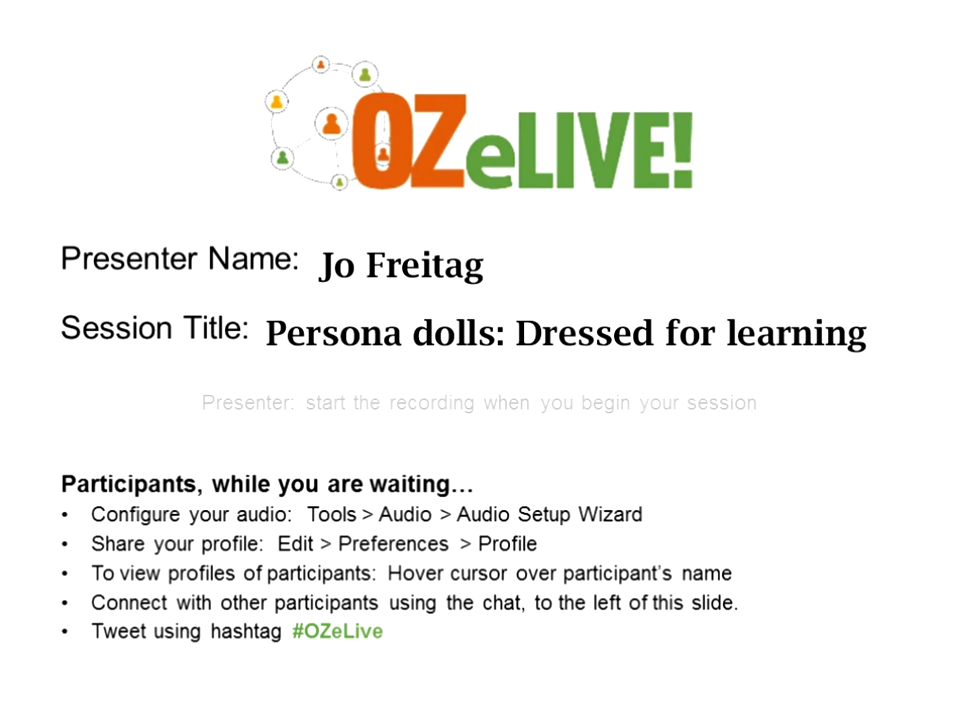 OZeLIVE!
Presenter Name: Jo Freitag
Session Title: Persona dolls: Dressed for learning
Presenter: start the recording when you begin your session
Participants, while you are waiting…
• Configure your audio: Tools > Audio > Audio Setup Wizard
• Share your profile: Edit > Preferences > Profile
• To view profiles of participants: Hover cursor over participant's name
• Connect with other participants using the chat, to the left of this slide.
• Tweet using hashtag #OZeLive